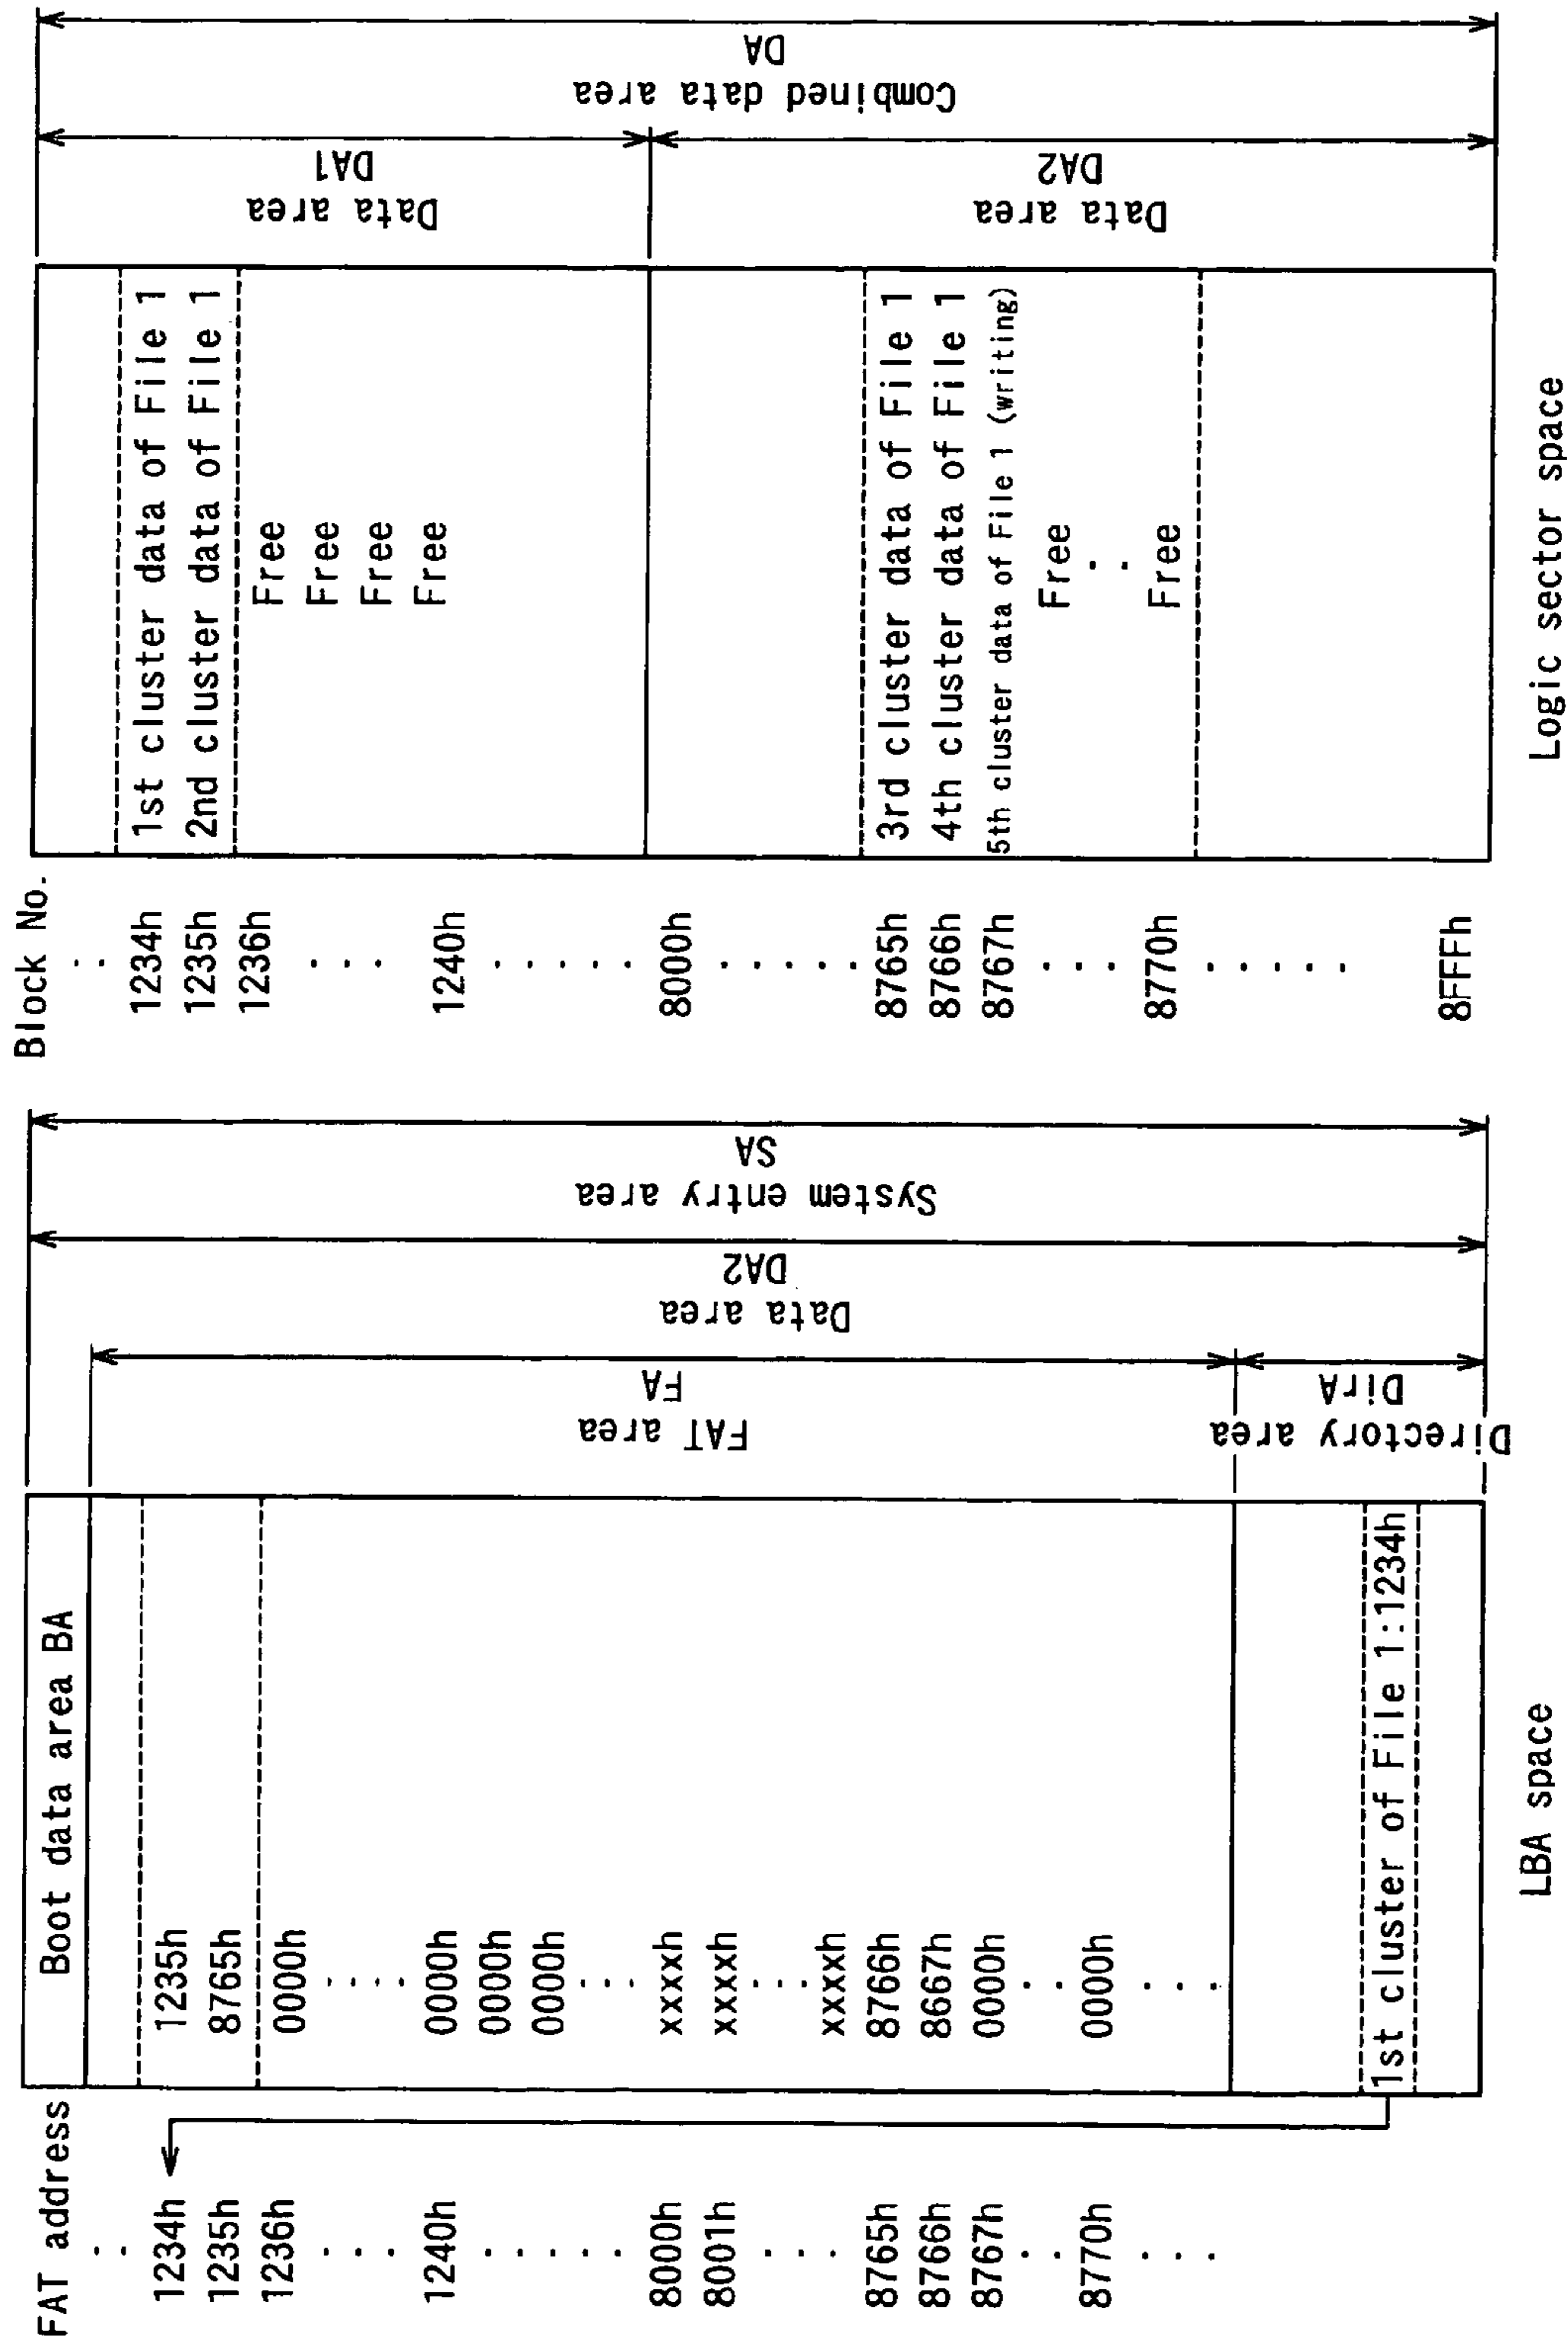 FAT address
. .
1234h
1235h
1236h
. . .
1240h
. . . . .
8000h
8001h
. . .
8765h
8766h
8767h
. .
8770h
. . .
Boot data area BA
1235h
8765h
0000h
. . . .
0000h
0000h
0000h
. . .
xxxxh
xxxxh
. . .
xxxxh
8766h
8667h
0000h
. .
0000h
. . .
1st cluster of File 1:1234h
FAT area
FA
Directory area
DirA
Data area
DA2
System entry area
SA
LBA space
Block No.
. .
1234h
1235h
1236h
. . .
1240h
. . . . .
8000h
. . . . .
8765h
8766h
8767h
. . .
8770h
. . . . .
8FFFh
1st cluster data of File 1
2nd cluster data of File 1
Free
Free
Free
Free
3rd cluster data of File 1
4th cluster data of File 1
5th cluster data of File 1 (writing)
Free
. .
Free
Data area
DA1
Data area
DA2
Combined data area
DA
Logic sector space